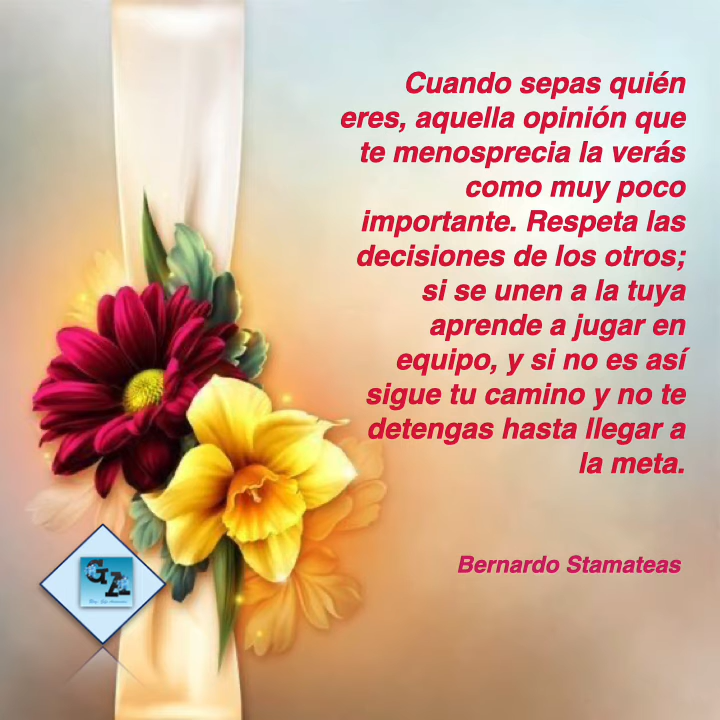 Cuando sepas quién
eres, aquella opinión que
te menosprecia la verás
como muy poco
importante. Respeta las
decisiones de los otros;
si se unen a la tuya
aprende a jugar en
equipo, y si no es así
sigue tu camino y no te
detengas hasta llegar a
la meta.
Bernardo Stamateas
GA